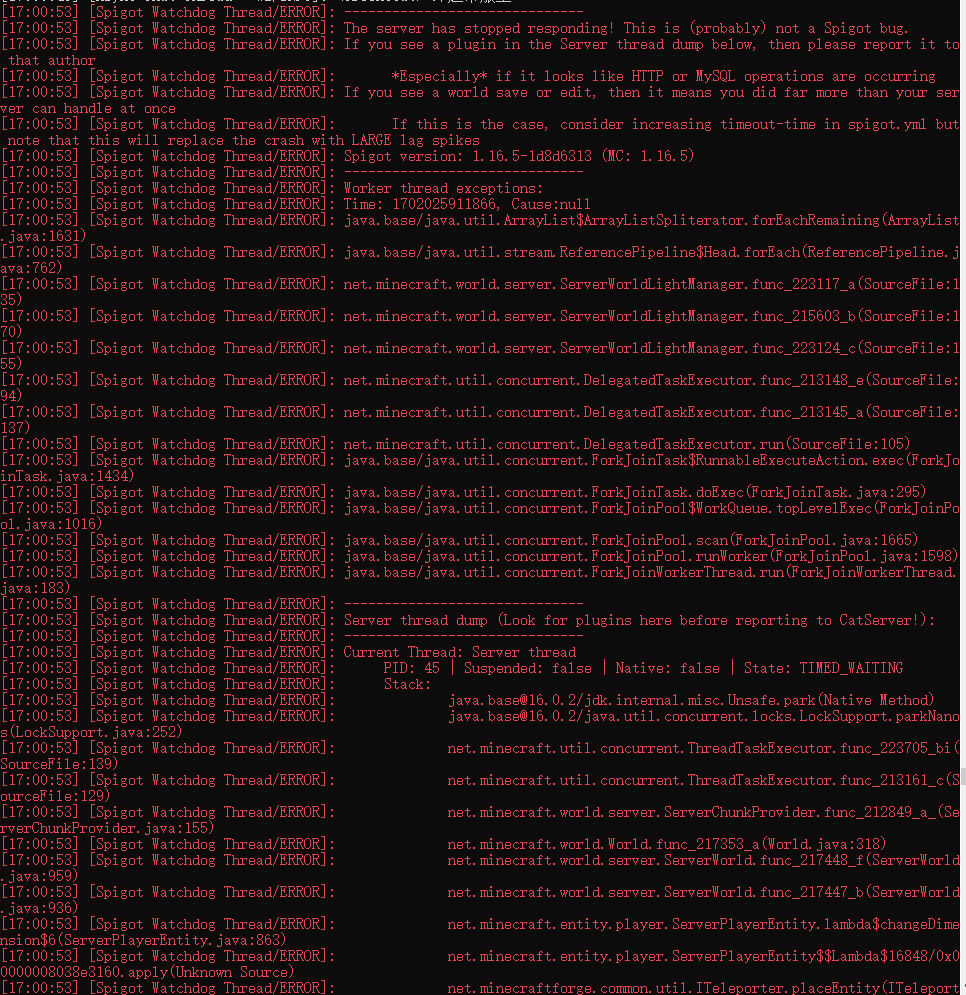 [17:00:53] [Spigot Watchdog Thread/ERROR]: ------------------------------
[17:00:53] [Spigot Watchdog Thread/ERROR]: The server has stopped responding! This is (probably) not a Spigot bug.
[17:00:53] [Spigot Watchdog Thread/ERROR]: If you see a plugin in the Server thread dump below, then please report it to
 that author
[17:00:53] [Spigot Watchdog Thread/ERROR]:       *Especially* if it looks like HTTP or MySQL operations are occurring
[17:00:53] [Spigot Watchdog Thread/ERROR]: If you see a world save or edit, then it means you did far more than your ser
ver can handle at once
[17:00:53] [Spigot Watchdog Thread/ERROR]:       If this is the case, consider increasing timeout-time in spigot.yml but
 note that this will replace the crash with LARGE lag spikes
[17:00:53] [Spigot Watchdog Thread/ERROR]: Spigot version: 1.16.5-1d8d6313 (MC: 1.16.5)
[17:00:53] [Spigot Watchdog Thread/ERROR]: ------------------------------
[17:00:53] [Spigot Watchdog Thread/ERROR]: Worker thread exceptions:
[17:00:53] [Spigot Watchdog Thread/ERROR]: Time: 1702025911866, Cause:null
[17:00:53] [Spigot Watchdog Thread/ERROR]: java.base/java.util.ArrayList$ArrayListSpliterator.forEachRemaining(ArrayList
.java:1631)
[17:00:53] [Spigot Watchdog Thread/ERROR]: java.base/java.util.stream.ReferencePipeline$Head.forEach(ReferencePipeline.j
ava:762)
[17:00:53] [Spigot Watchdog Thread/ERROR]: net.minecraft.world.server.ServerWorldLightManager.func_223117_a(SourceFile:1
35)
[17:00:53] [Spigot Watchdog Thread/ERROR]: net.minecraft.world.server.ServerWorldLightManager.func_215603_b(SourceFile:1
70)
[17:00:53] [Spigot Watchdog Thread/ERROR]: net.minecraft.world.server.ServerWorldLightManager.func_223124_c(SourceFile:1
55)
[17:00:53] [Spigot Watchdog Thread/ERROR]: net.minecraft.util.concurrent.DelegatedTaskExecutor.func_213148_e(SourceFile:
94)
[17:00:53] [Spigot Watchdog Thread/ERROR]: net.minecraft.util.concurrent.DelegatedTaskExecutor.func_213145_a(SourceFile:
137)
[17:00:53] [Spigot Watchdog Thread/ERROR]: net.minecraft.util.concurrent.DelegatedTaskExecutor.run(SourceFile:105)
[17:00:53] [Spigot Watchdog Thread/ERROR]: java.base/java.util.concurrent.ForkJoinTask$RunnableExecuteAction.exec(ForkJo
inTask.java:1434)
[17:00:53] [Spigot Watchdog Thread/ERROR]: java.base/java.util.concurrent.ForkJoinTask.doExec(ForkJoinTask.java:295)
[17:00:53] [Spigot Watchdog Thread/ERROR]: java.base/java.util.concurrent.ForkJoinPool$WorkQueue.topLevelExec(ForkJoinPo
ol.java:1016)
[17:00:53] [Spigot Watchdog Thread/ERROR]: java.base/java.util.concurrent.ForkJoinPool.scan(ForkJoinPool.java:1665)
[17:00:53] [Spigot Watchdog Thread/ERROR]: java.base/java.util.concurrent.ForkJoinPool.runWorker(ForkJoinPool.java:1598)
[17:00:53] [Spigot Watchdog Thread/ERROR]: java.base/java.util.concurrent.ForkJoinWorkerThread.run(ForkJoinWorkerThread.
java:183)
[17:00:53] [Spigot Watchdog Thread/ERROR]: ------------------------------
[17:00:53] [Spigot Watchdog Thread/ERROR]: Server thread dump (Look for plugins here before reporting to CatServer!):
[17:00:53] [Spigot Watchdog Thread/ERROR]: ------------------------------
[17:00:53] [Spigot Watchdog Thread/ERROR]: Current Thread: Server thread
[17:00:53] [Spigot Watchdog Thread/ERROR]:      PID: 45 | Suspended: false | Native: false | State: TIMED_WAITING
[17:00:53] [Spigot Watchdog Thread/ERROR]:      Stack:
[17:00:53] [Spigot Watchdog Thread/ERROR]:              java.base@16.0.2/jdk.internal.misc.Unsafe.park(Native Method)
[17:00:53] [Spigot Watchdog Thread/ERROR]:              java.base@16.0.2/java.util.concurrent.locks.LockSupport.parkNano
s(LockSupport.java:252)
[17:00:53] [Spigot Watchdog Thread/ERROR]:              net.minecraft.util.concurrent.ThreadTaskExecutor.func_223705_bi(
SourceFile:139)
[17:00:53] [Spigot Watchdog Thread/ERROR]:              net.minecraft.util.concurrent.ThreadTaskExecutor.func_213161_c(S
ourceFile:129)
[17:00:53] [Spigot Watchdog Thread/ERROR]:              net.minecraft.world.server.ServerChunkProvider.func_212849_a_(Se
rverChunkProvider.java:155)
[17:00:53] [Spigot Watchdog Thread/ERROR]:              net.minecraft.world.World.func_217353_a(World.java:318)
[17:00:53] [Spigot Watchdog Thread/ERROR]:              net.minecraft.world.server.ServerWorld.func_217448_f(ServerWorld
.java:959)
[17:00:53] [Spigot Watchdog Thread/ERROR]:              net.minecraft.world.server.ServerWorld.func_217447_b(ServerWorld
.java:936)
[17:00:53] [Spigot Watchdog Thread/ERROR]:              net.minecraft.entity.player.ServerPlayerEntity.lambda$changeDime
nsion$6(ServerPlayerEntity.java:863)
[17:00:53] [Spigot Watchdog Thread/ERROR]:              net.minecraft.entity.player.ServerPlayerEntity$$Lambda$16848/0x0
0000008038e3160.apply(Unknown Source)
[17:00:53] [Spigot Watchdog Thread/ERROR]:              net.minecraftforge.common.util.ITeleporter.placeEntity(ITeleport